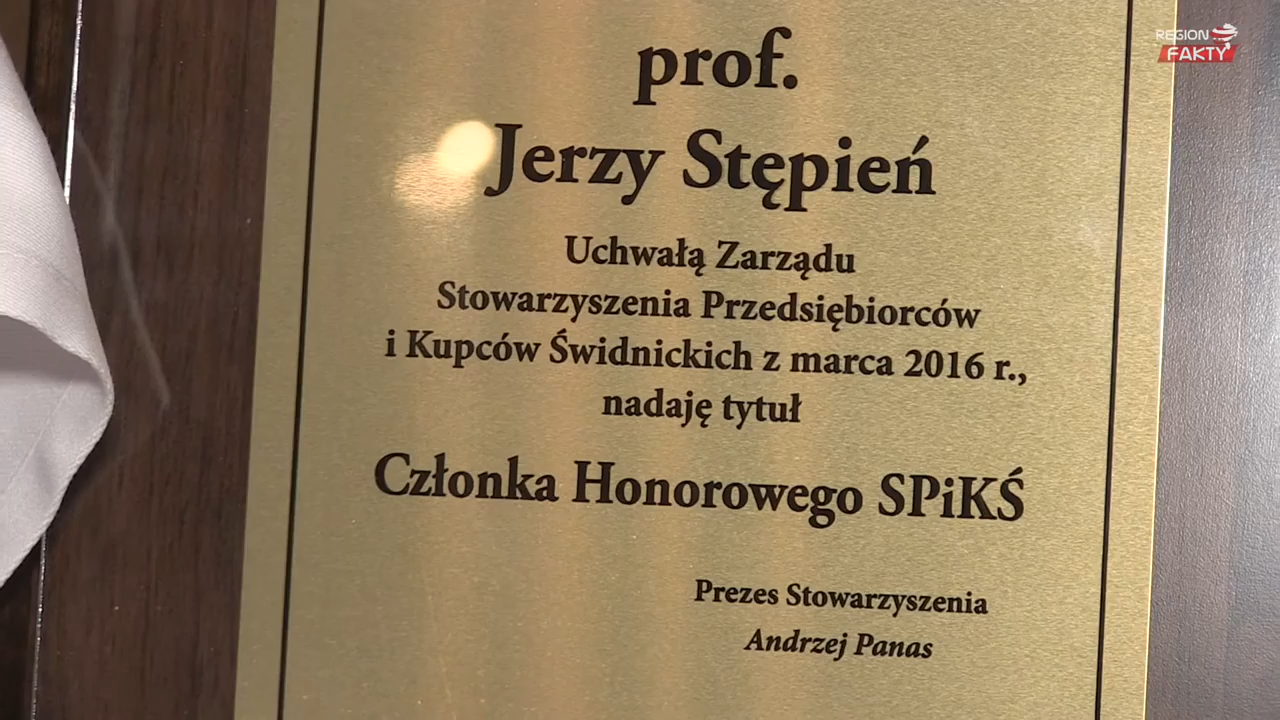 REGION
FAKTY
prof.
Jerzy Stępień
Uchwałą Zarządu
Stowarzyszenia Przedsiębiorców
i Kupców Świdnickich z marca 2016 r.,
nadaję tytuł
Członka Honorowego SPiKŚ
Prezes Stowarzyszenia
Andrzej Panas